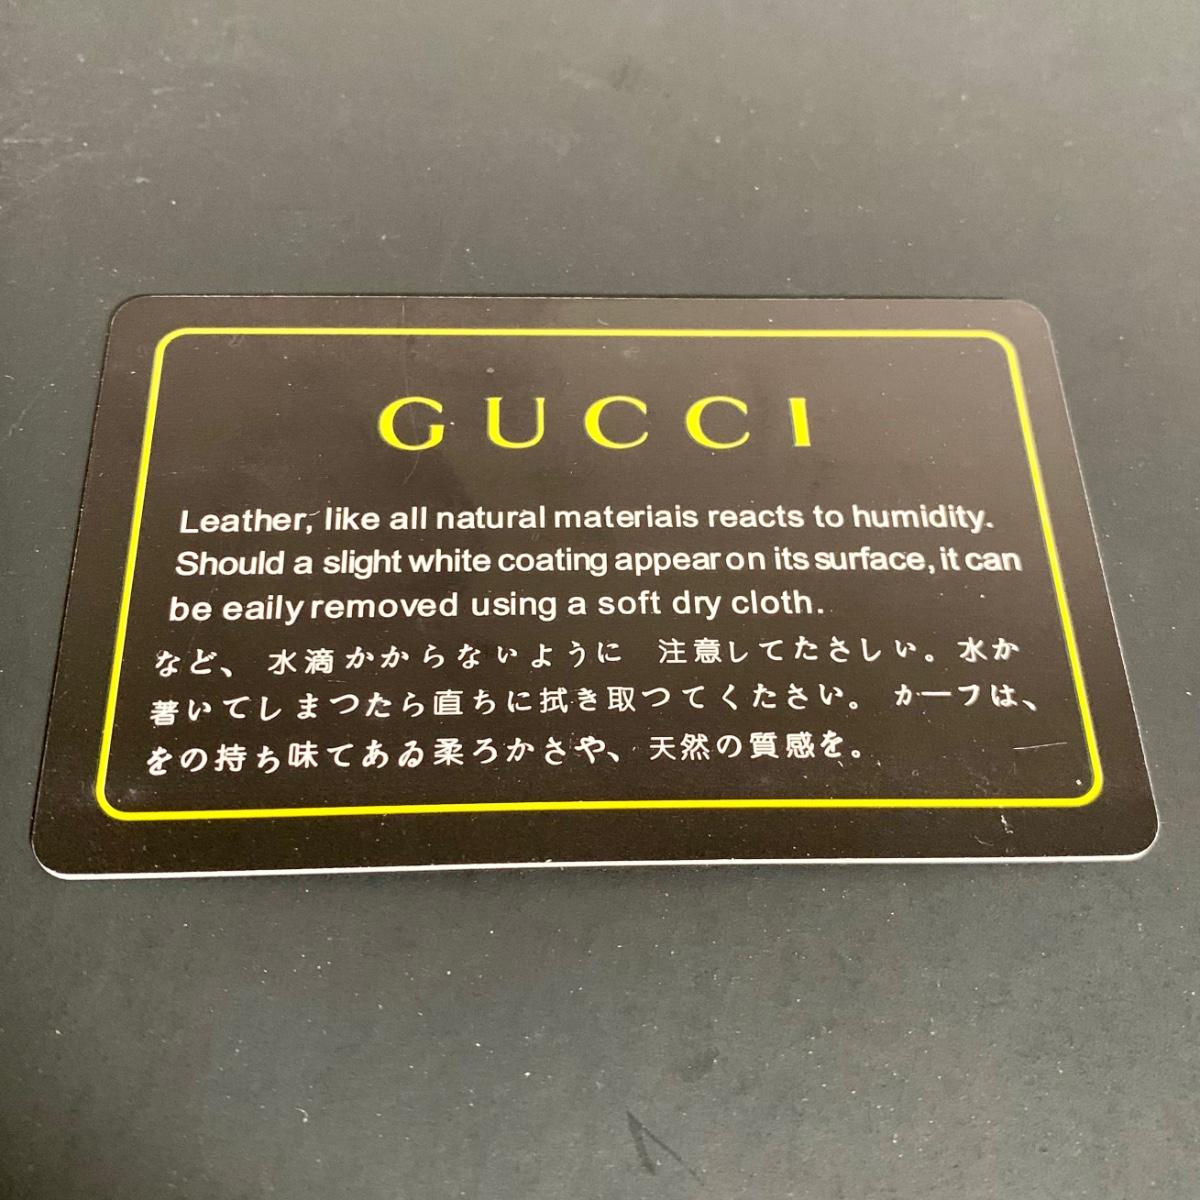 GUCCI
Leather, like all natural materiais reacts to humidity.
Should a slight white coating appear on its surface, it can
be eaily removed using a soft dry cloth.
など、 水滴かからないように 注意してたさしい。水か
著いてしまつたら直ちに拭き取つてくたさい。 カーフは、
をの持ち味てあゐ柔ろかさや、天然の質感を。